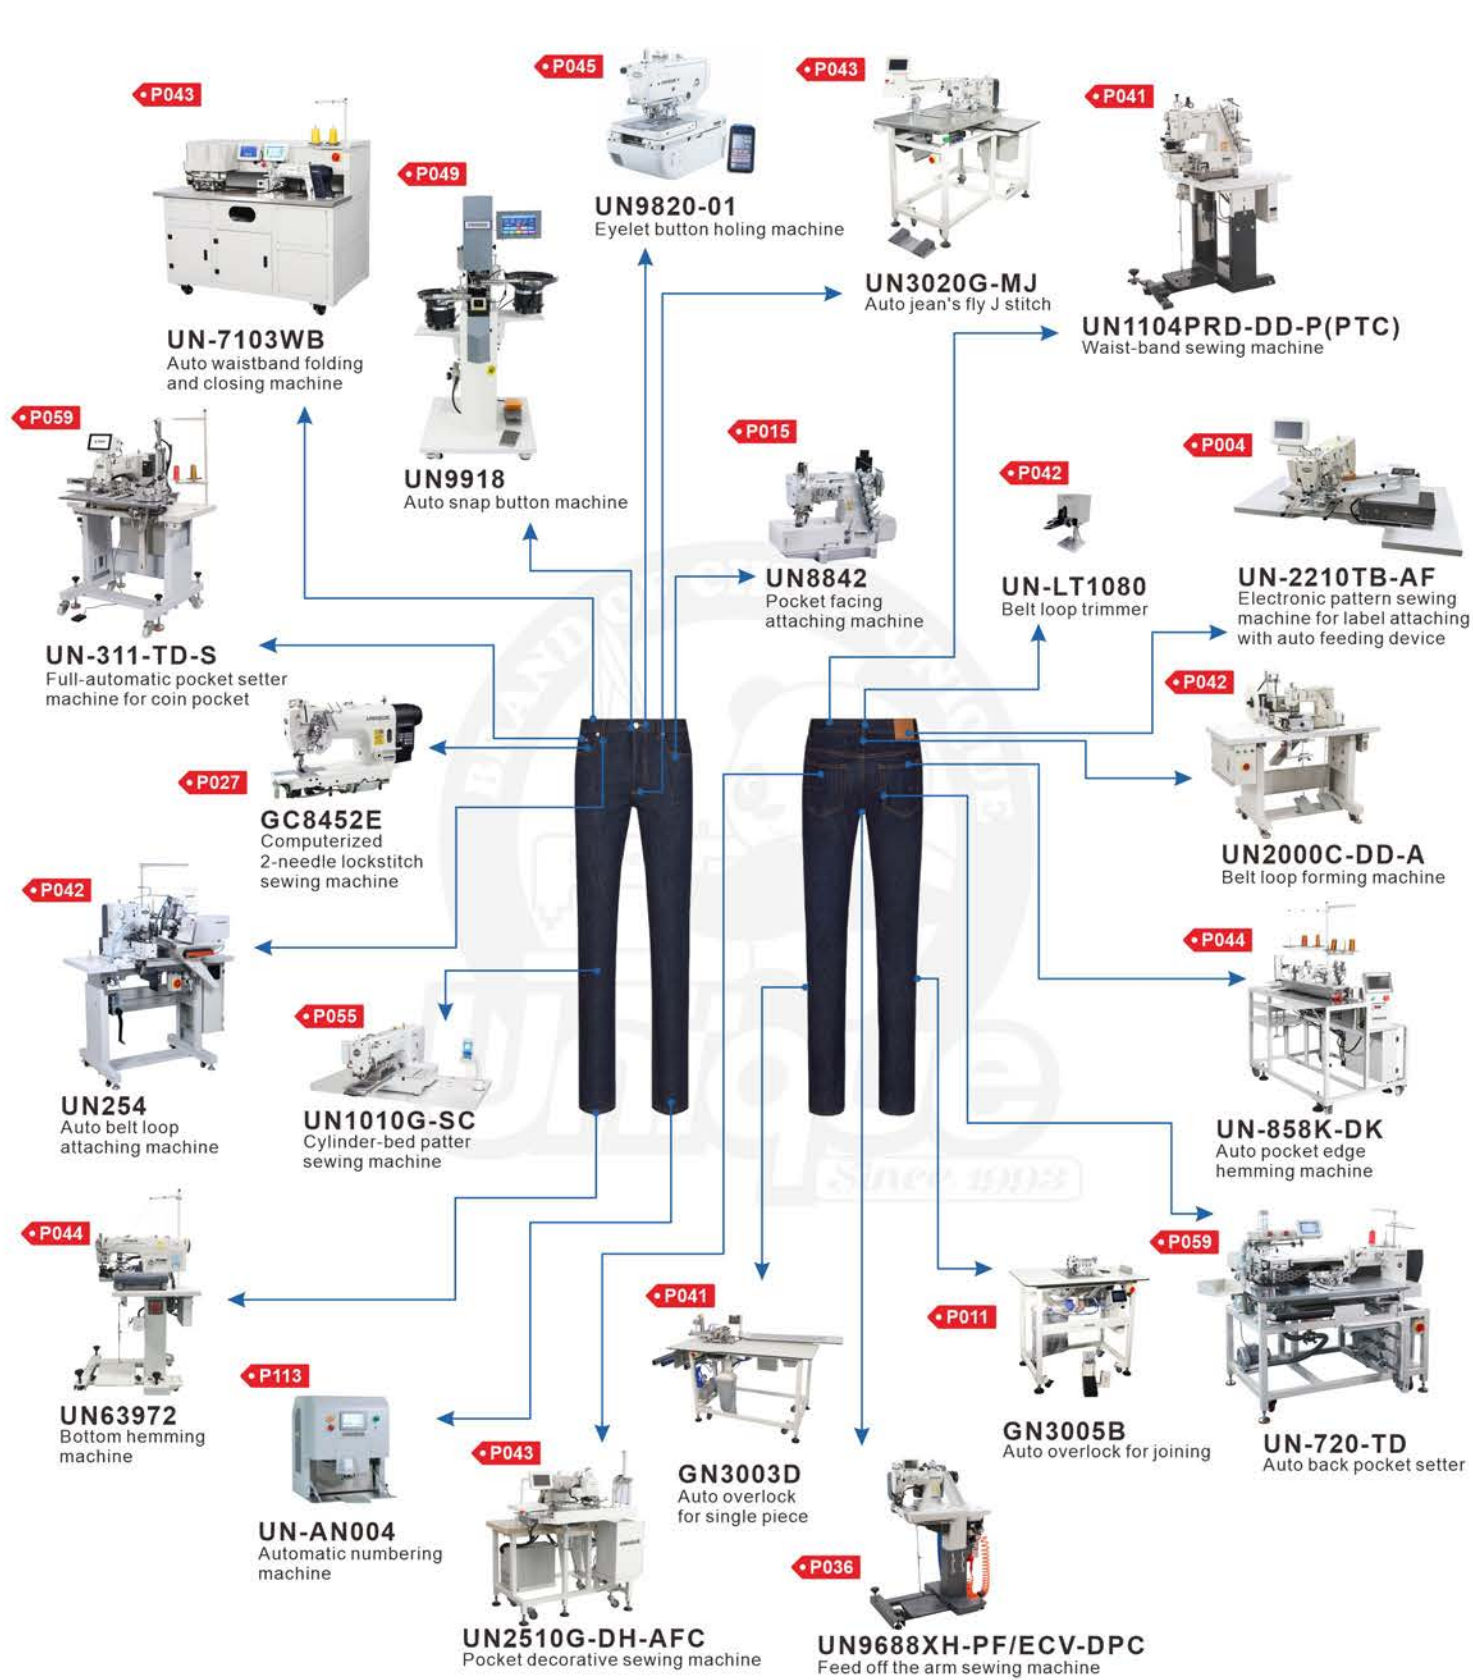 P043
UN-7103WB
Auto waistband folding
and closing machine
P049
UN9918
Auto snap button machine
P045
UN9820-01
Eyelet button holing machine
P043
UN3020G-MJ
Auto jean's fly J stitch
P041
UN1104PRD-DD-P(PTC)
Waist-band sewing machine
P059
UN-311-TD-S
Full-automatic pocket setter
machine for coin pocket
P015
UN8842
Pocket facing
attaching machine
P042
UN-LT1080
Belt loop trimmer
P004
UN-2210TB-AF
Electronic pattern sewing
machine for label attaching
with auto feeding device
P027
GC8452E
Computerized
2-needle lockstitch
sewing machine
P042
UN2000C-DD-A
Belt loop forming machine
P042
UN254
Auto belt loop
attaching machine
P055
UN1010G-SC
Cylinder-bed patter
sewing machine
P044
UN-858K-DK
Auto pocket edge
hemming machine
BRAND OF CH
UNIQUE
Unique
Since 1993
P044
UN63972
Bottom hemming
machine
P113
UN-AN004
Automatic numbering
machine
P043
UN2510G-DH-AFC
Pocket decorative sewing machine
P041
GN3003D
Auto overlock
for single piece
P036
UN9688XH-PF/ECV-DPC
Feed off the arm sewing machine
P011
GN3005B
Auto overlock for joining
P059
UN-720-TD
Auto back pocket setter